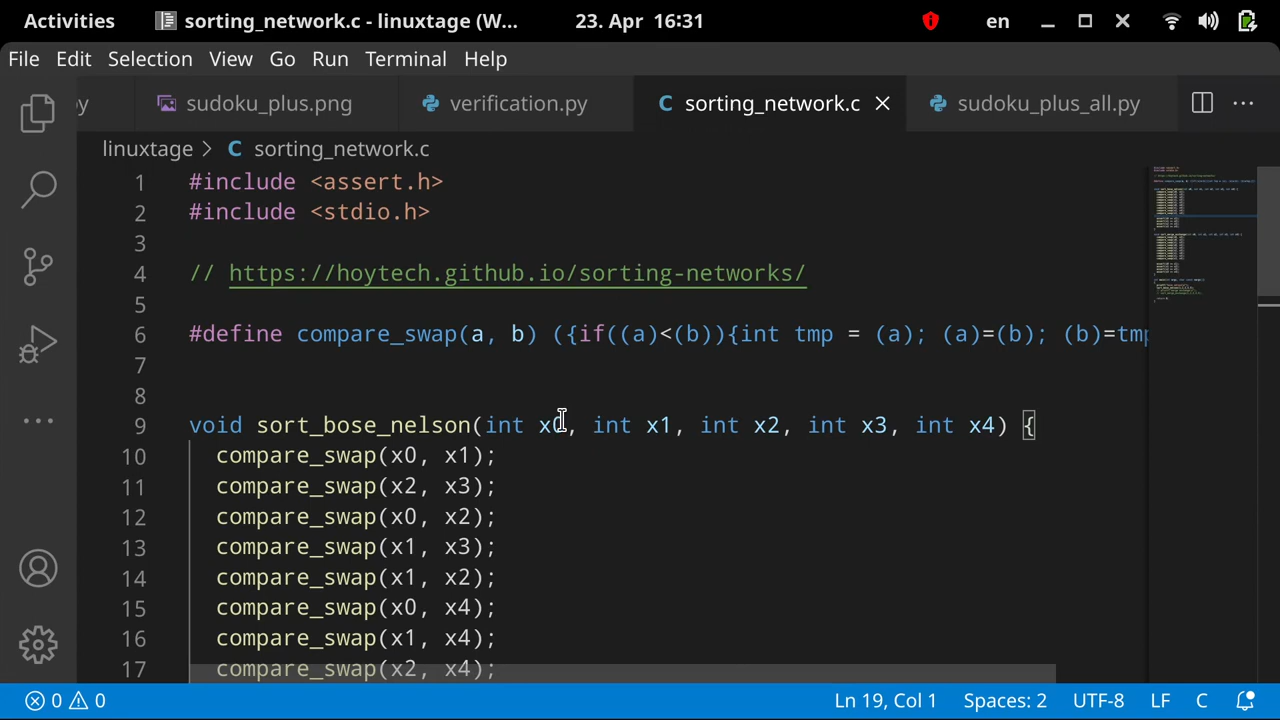 Activities sorting_network.c - linuxtage (W... 23. Apr 16:31 en
File Edit Selection View Go Run Terminal Help
py sudoku_plus.png verification.py C sorting_network.c sudoku_plus_all.py
linuxtage > C sorting_network.c
1 #include <assert.h>
2 #include <stdio.h>
3
4 // https://hoytech.github.io/sorting-networks/
5
6 #define compare_swap(a, b) ({if((a)<(b)){int tmp = (a); (a)=(b); (b)=tmp
7
8
9 void sort_bose_nelson(int x0, int x1, int x2, int x3, int x4) {
10 compare_swap(x0, x1);
11 compare_swap(x2, x3);
12 compare_swap(x0, x2);
13 compare_swap(x1, x3);
14 compare_swap(x1, x2);
15 compare_swap(x0, x4);
16 compare_swap(x1, x4);
17 compare_swap(x2, x4);
0 0 Ln 19, Col 1 Spaces: 2 UTF-8 LF C